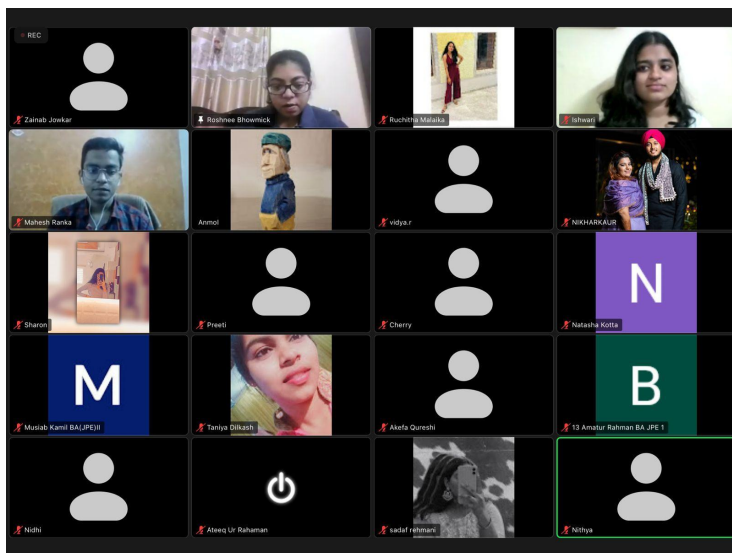 REC
Zainab Jowkar
Roshnee Bhowmick
Ruchitha Malaika
Ishwari
Mahesh Ranka
Anmol
vidya.r
NIKHARKAUR
Sharon
Preeti
Cherry
N
Natasha Kotta
M
Musiab Kamil BA(JPE)II
Taniya Dilkash
Akefa Qureshi
B
13 Amatur Rahman BA JPE 1
Nidhi
Ateeq Ur Rahaman
sadaf rehmani
Nithya